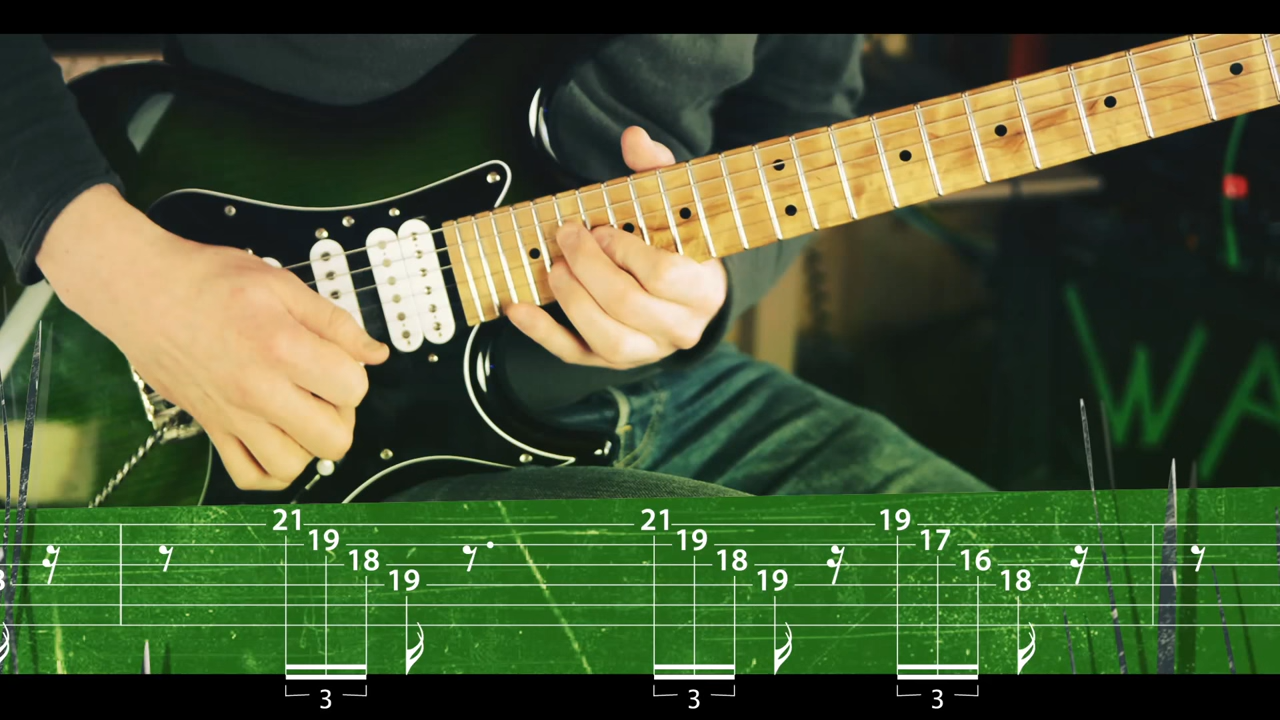 WA
21 21 19
19 19 17
18 18 16
19 19 18
3 3 3